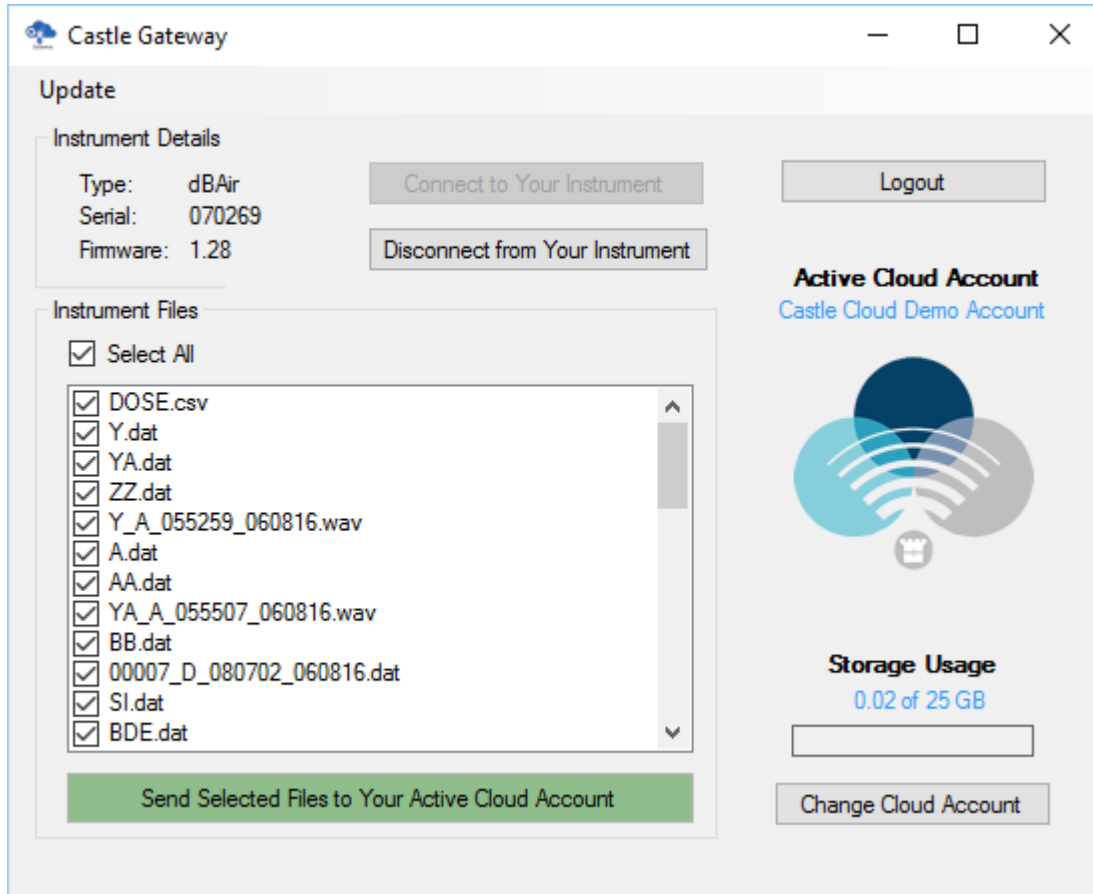 Castle Gateway
Update
Instrument Details
Type: dBAir
Serial: 070269
Firmware: 1.28
Connect to Your Instrument
Disconnect from Your Instrument
Instrument Files
Select All
DOSE.csv
Y.dat
YA.dat
ZZ.dat
Y_A_055259_060816.wav
A.dat
AA.dat
YA_A_055507_060816.wav
BB.dat
00007_D_080702_060816.dat
SI.dat
BDE.dat
Send Selected Files to Your Active Cloud Account
Logout
Active Cloud Account
Castle Cloud Demo Account
Storage Usage
0.02 of 25 GB
Change Cloud Account